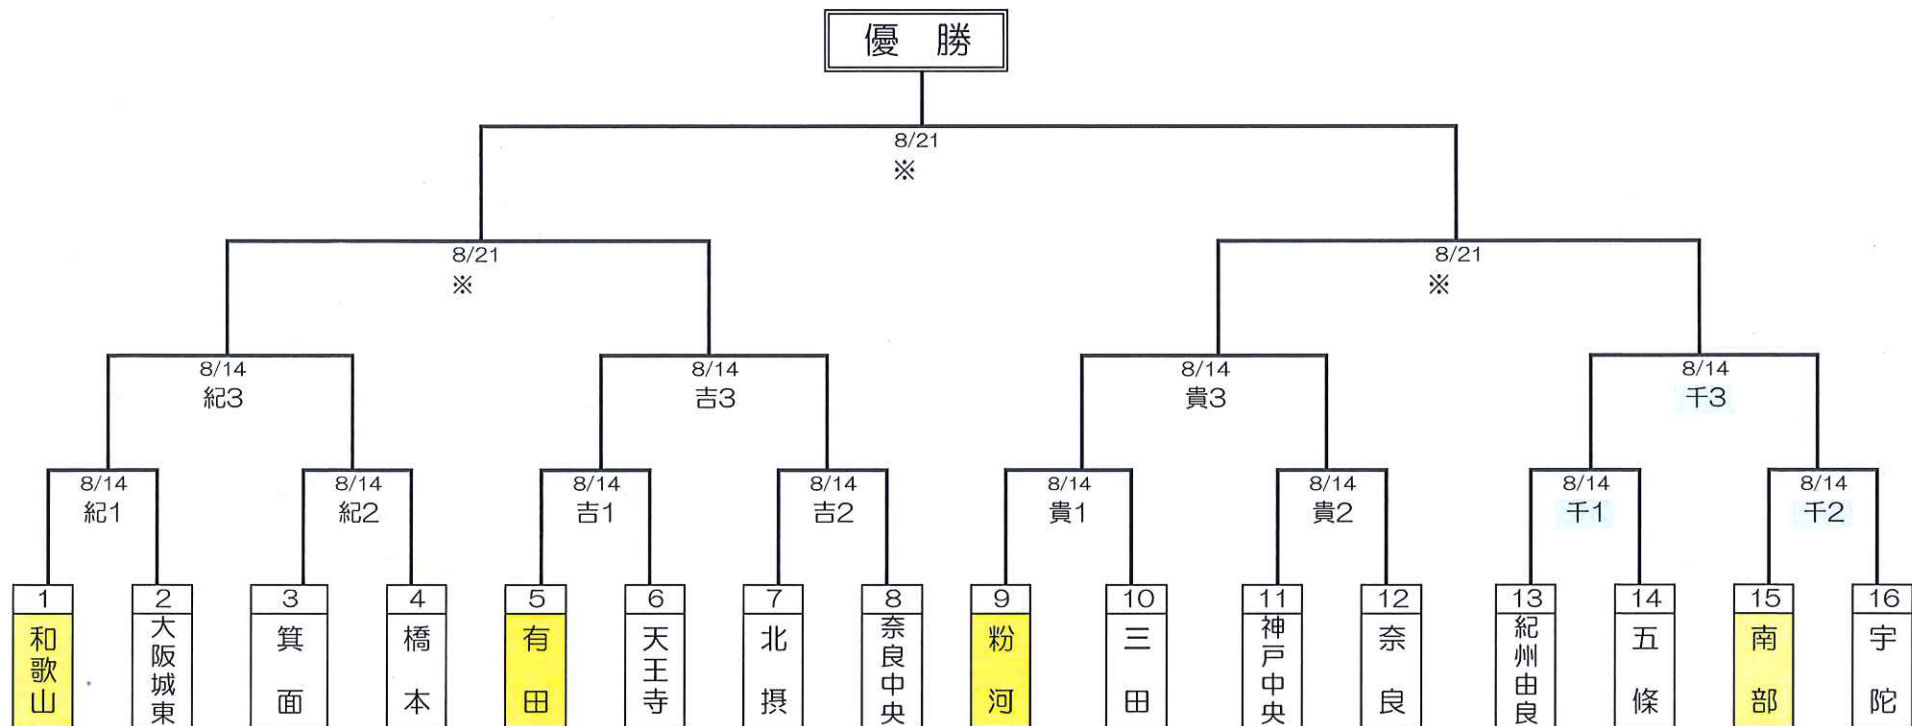 優 勝
8/21
※
8/21
※
8/21
※
8/14
紀3
8/14
吉3
8/14
貴3
8/14
千3
8/14
紀1
8/14
紀2
8/14
吉1
8/14
吉2
8/14
貴1
8/14
貴2
8/14
千1
8/14
千2
1
和歌山
2
大阪城東
3
箕面
4
橋本
5
有田
6
天王寺
7
北摂
8
奈良中央
9
粉河
10
三田
11
神戸中央
12
奈良
13
紀州由良
14
五條
15
南部
16
宇陀